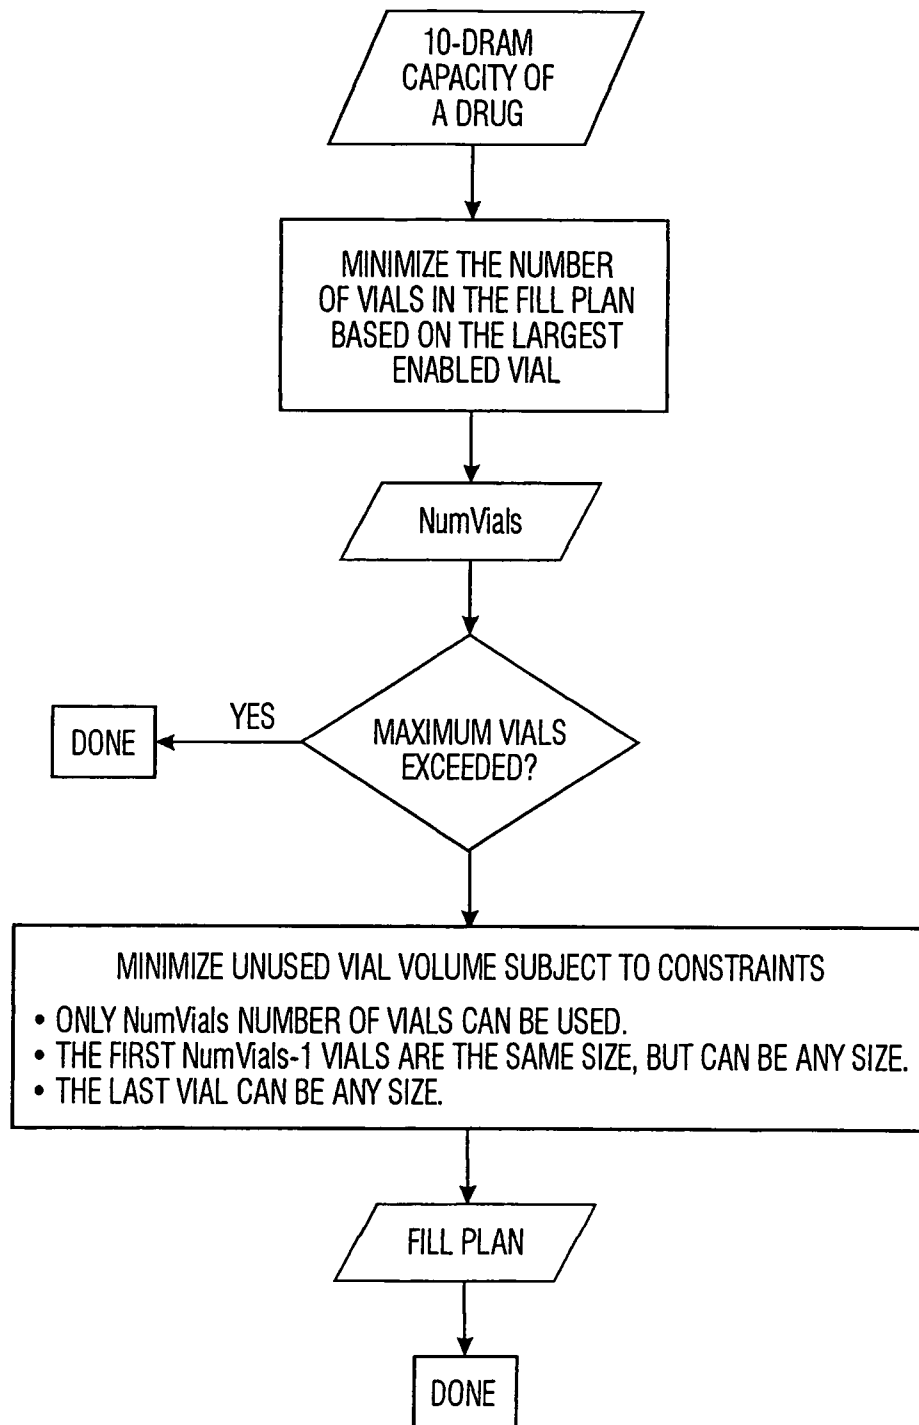 10-DRAM
CAPACITY OF
A DRUG
MINIMIZE THE NUMBER
OF VIALS IN THE FILL PLAN
BASED ON THE LARGEST
ENABLED VIAL
NumVials
MAXIMUM VIALS
EXCEEDED?
YES
DONE
MINIMIZE UNUSED VIAL VOLUME SUBJECT TO CONSTRAINTS
• ONLY NumVials NUMBER OF VIALS CAN BE USED.
• THE FIRST NumVials-1 VIALS ARE THE SAME SIZE, BUT CAN BE ANY SIZE.
• THE LAST VIAL CAN BE ANY SIZE.
FILL PLAN
DONE